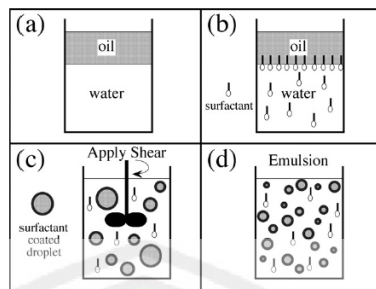 (a)
oil
water
(b)
oil
water
surfactant
(c)
Apply Shear
surfactant
coated
droplet
(d)
Emulsion